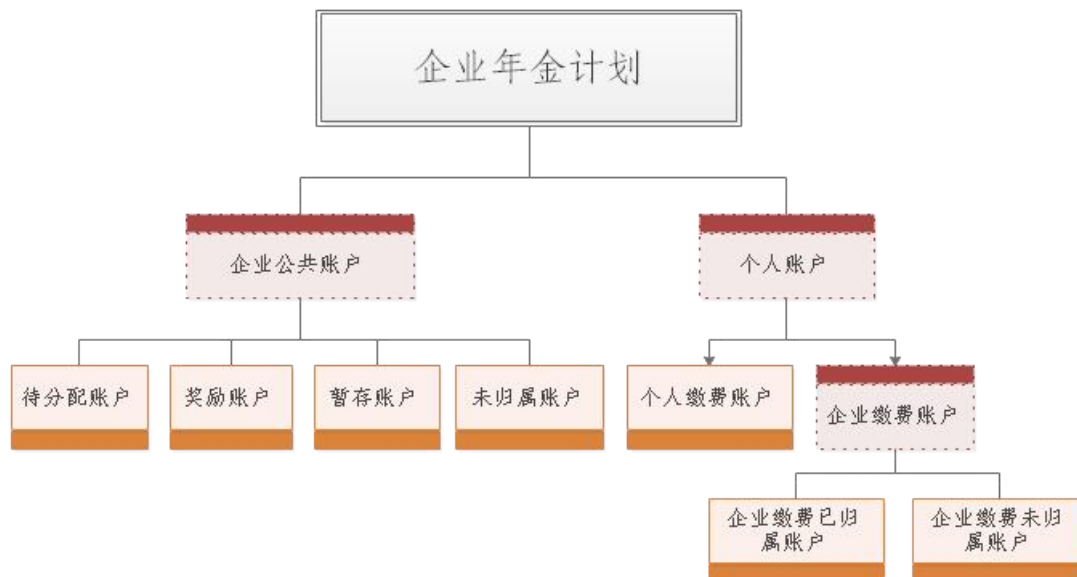 企业年金计划
企业公共账户
个人账户
待分配账户
奖励账户
暂存账户
未归属账户
个人缴费账户
企业缴费账户
企业缴费已归
属账户
企业缴费未归
属账户